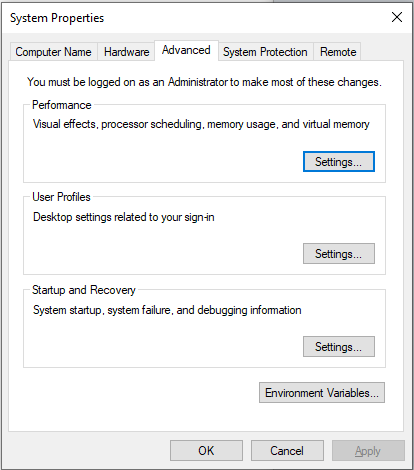 System Properties
Computer Name Hardware Advanced System Protection Remote
You must be logged on as an Administrator to make most of these changes.
Performance
Visual effects, processor scheduling, memory usage, and virtual memory
Settings...
User Profiles
Desktop settings related to your sign-in
Settings...
Startup and Recovery
System startup, system failure, and debugging information
Settings...
Environment Variables...
OK Cancel Apply